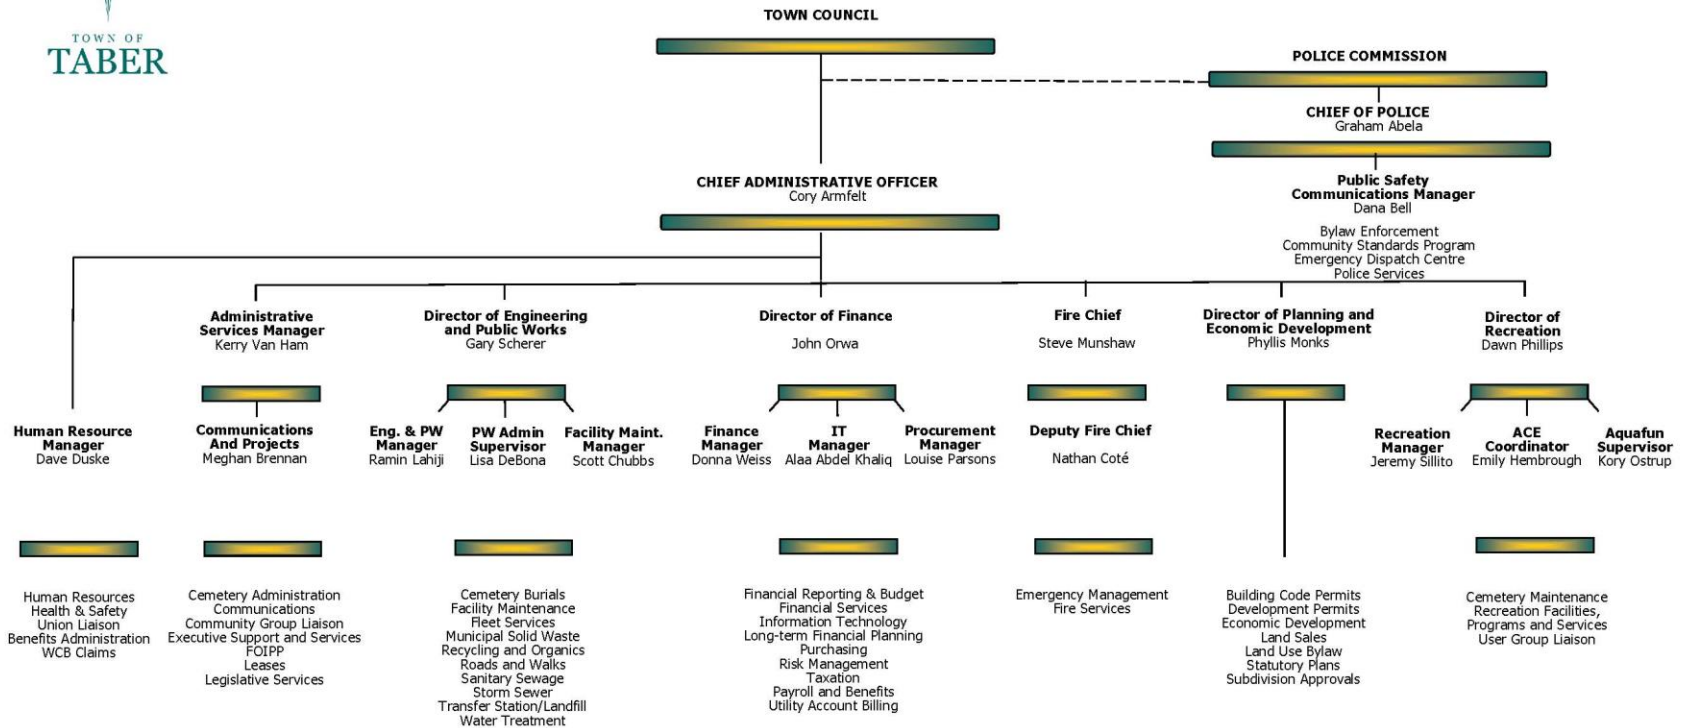 TOWN OF
TABER
TOWN COUNCIL
POLICE COMMISSION
CHIEF OF POLICE
Graham Abela
Public Safety
Communications Manager
Dana Bell
Bylaw Enforcement
Community Standards Program
Emergency Dispatch Centre
Police Services
CHIEF ADMINISTRATIVE OFFICER
Cory Armfelt
Administrative
Services Manager
Kerry Van Ham
Director of Engineering
and Public Works
Gary Scherer
Director of Finance
John Orwa
Fire Chief
Steve Munshaw
Director of Planning and
Economic Development
Phyllis Monks
Director of
Recreation
Dawn Phillips
Human Resource
Manager
Dave Duske
Communications
And Projects
Meghan Brennan
Eng. & PW
Manager
Ramin Lahiji
PW Admin
Supervisor
Lisa DeBona
Facility Maint.
Manager
Scott Chubbs
Finance
Manager
Donna Weiss
IT
Manager
Alaa Abdel Khaliq
Procurement
Manager
Louise Parsons
Deputy Fire Chief
Nathan Coté
Recreation
Manager
Jeremy Sillito
ACE
Coordinator
Emily Hembrough
Aquafun
Supervisor
Kory Ostrup
Human Resources
Health & Safety
Union Liaison
Benefits Administration
WCB Claims
Cemetery Administration
Communications
Community Group Liaison
Executive Support and Services
FOIPP
Leases
Legislative Services
Cemetery Burials
Facility Maintenance
Fleet Services
Municipal Solid Waste
Recycling and Organics
Roads and Walks
Sanitary Sewage
Storm Sewer
Transfer Station/Landfill
Water Treatment
Financial Reporting & Budget
Financial Services
Information Technology
Long-term Financial Planning
Purchasing
Risk Management
Taxation
Payroll and Benefits
Utility Account Billing
Emergency Management
Fire Services
Building Code Permits
Development Permits
Economic Development
Land Sales
Land Use Bylaw
Statutory Plans
Subdivision Approvals
Cemetery Maintenance
Recreation Facilities,
Programs and Services
User Group Liaison